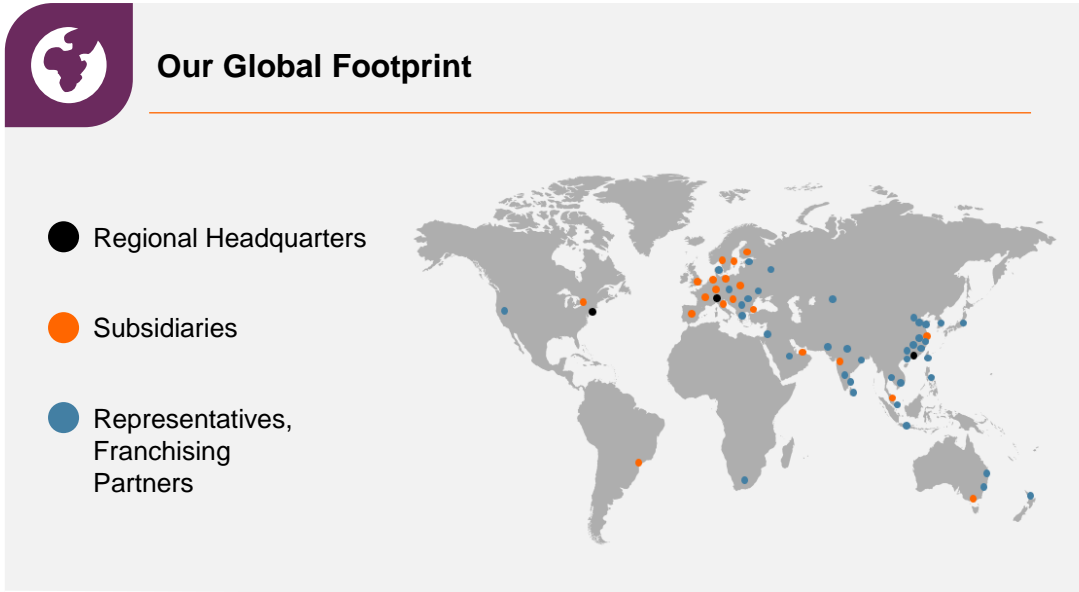 Our Global Footprint
Regional Headquarters
Subsidiaries
Representatives,
Franchising
Partners